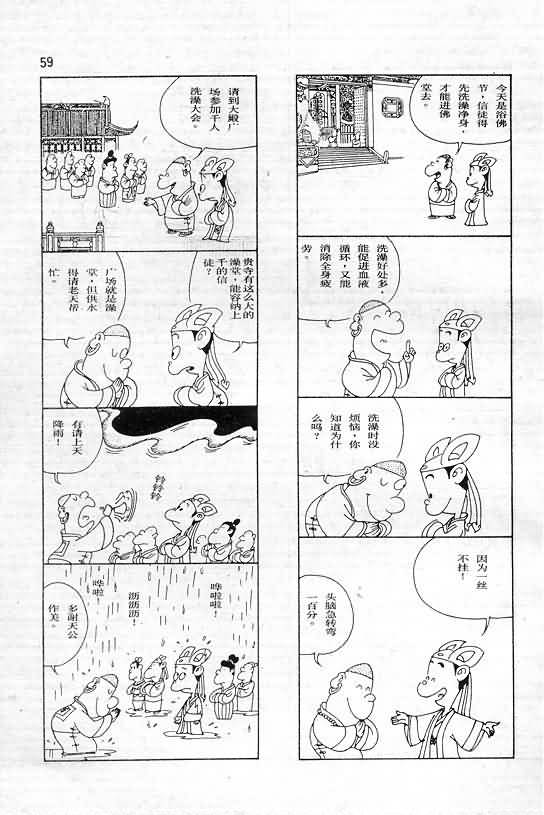 59
今天是浴佛
节，信徒得
先洗澡净身
才能进佛
堂去。
洗澡好处多，
能促进血液
循环，又能
消除全身疲
劳。
洗澡时没
烦恼，你
知道为什
么吗？
因为一丝
不挂！
头脑急转弯
一百分。
请到大殿广
场参加千人
洗澡大会。
贵寺有这么大的
澡堂，能容纳上
千的信
徒？
广场就是澡
堂，但供水
得请老天帮
忙。
有请上天
降雨！
铃铃铃
哗啦啦！
沥沥沥！
哗啦！
多谢天公
作美。